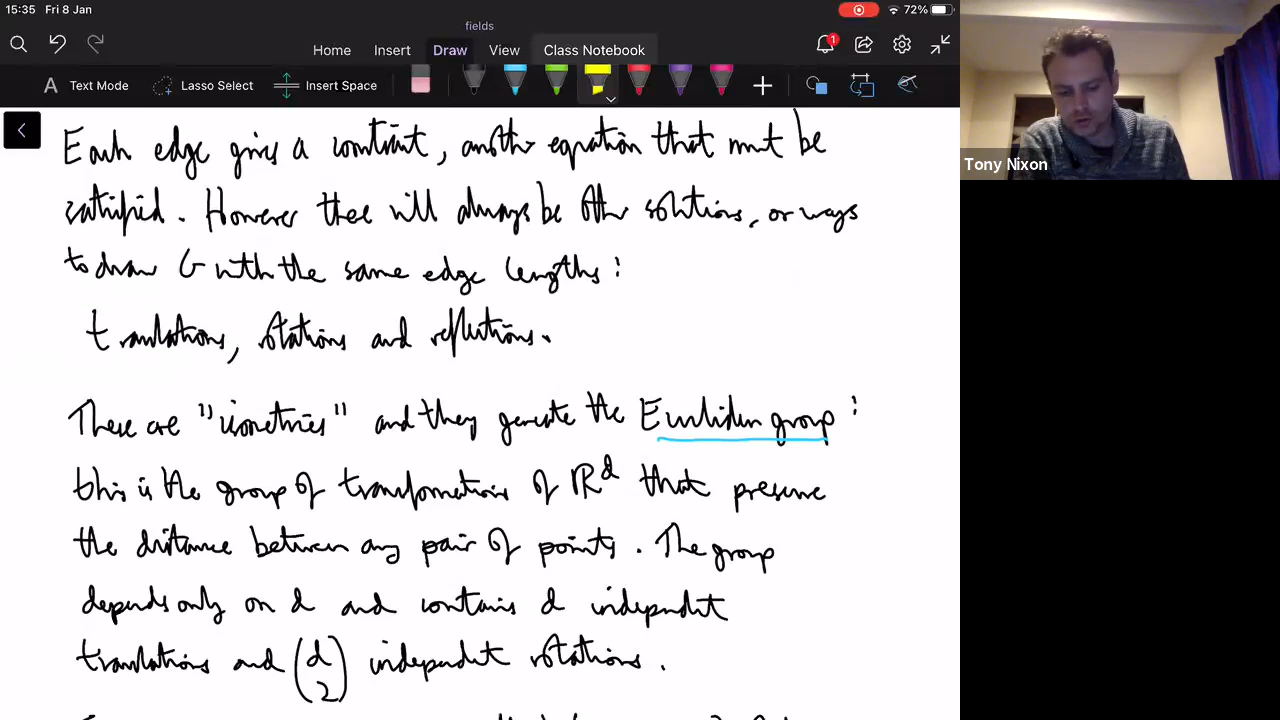 15:35 Fri 8 Jan
72%
fields
Home Insert Draw View Class Notebook
1
A Text Mode Lasso Select Insert Space
Each edge gives a constraint, another equation that must be
satisfied. However there will always be other solutions, or ways
to draw G with the same edge lengths:
translations, rotations and reflections.
These are "isometries" and they generate the Euclidean group:
this is the group of transformations of ℝᵈ that preserve
the distance between any pair of points. The group
depends only on d and contains d independent
translations and (d 2) independent rotations.
Tony Nixon